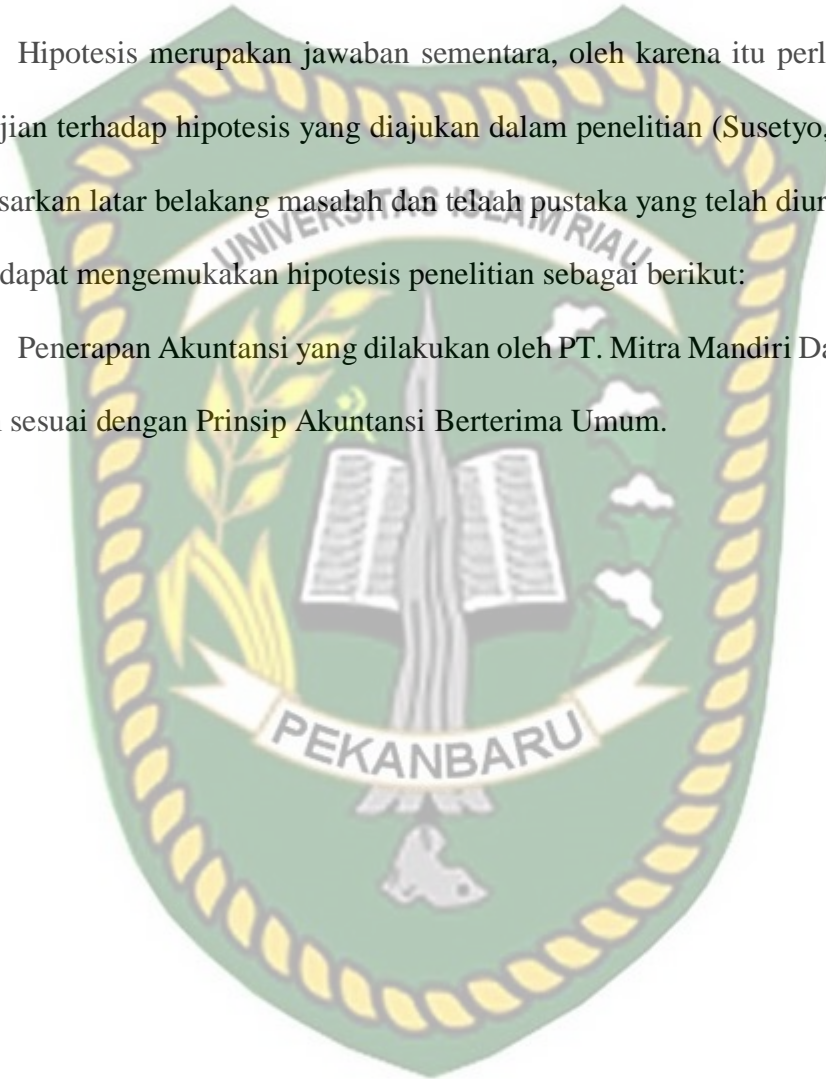 Hipotesis merupakan jawaban sementara, oleh karena itu perl
jian terhadap hipotesis yang diajukan dalam penelitian (Susetyo,
sarkan latar belakang masalah dan telaah pustaka yang telah diur
dapat mengemukakan hipotesis penelitian sebagai berikut:
Penerapan Akuntansi yang dilakukan oleh PT. Mitra Mandiri Da
sesuai dengan Prinsip Akuntansi Berterima Umum.
UNIVERSITAS ISLAM RIAU
PEKANBARU